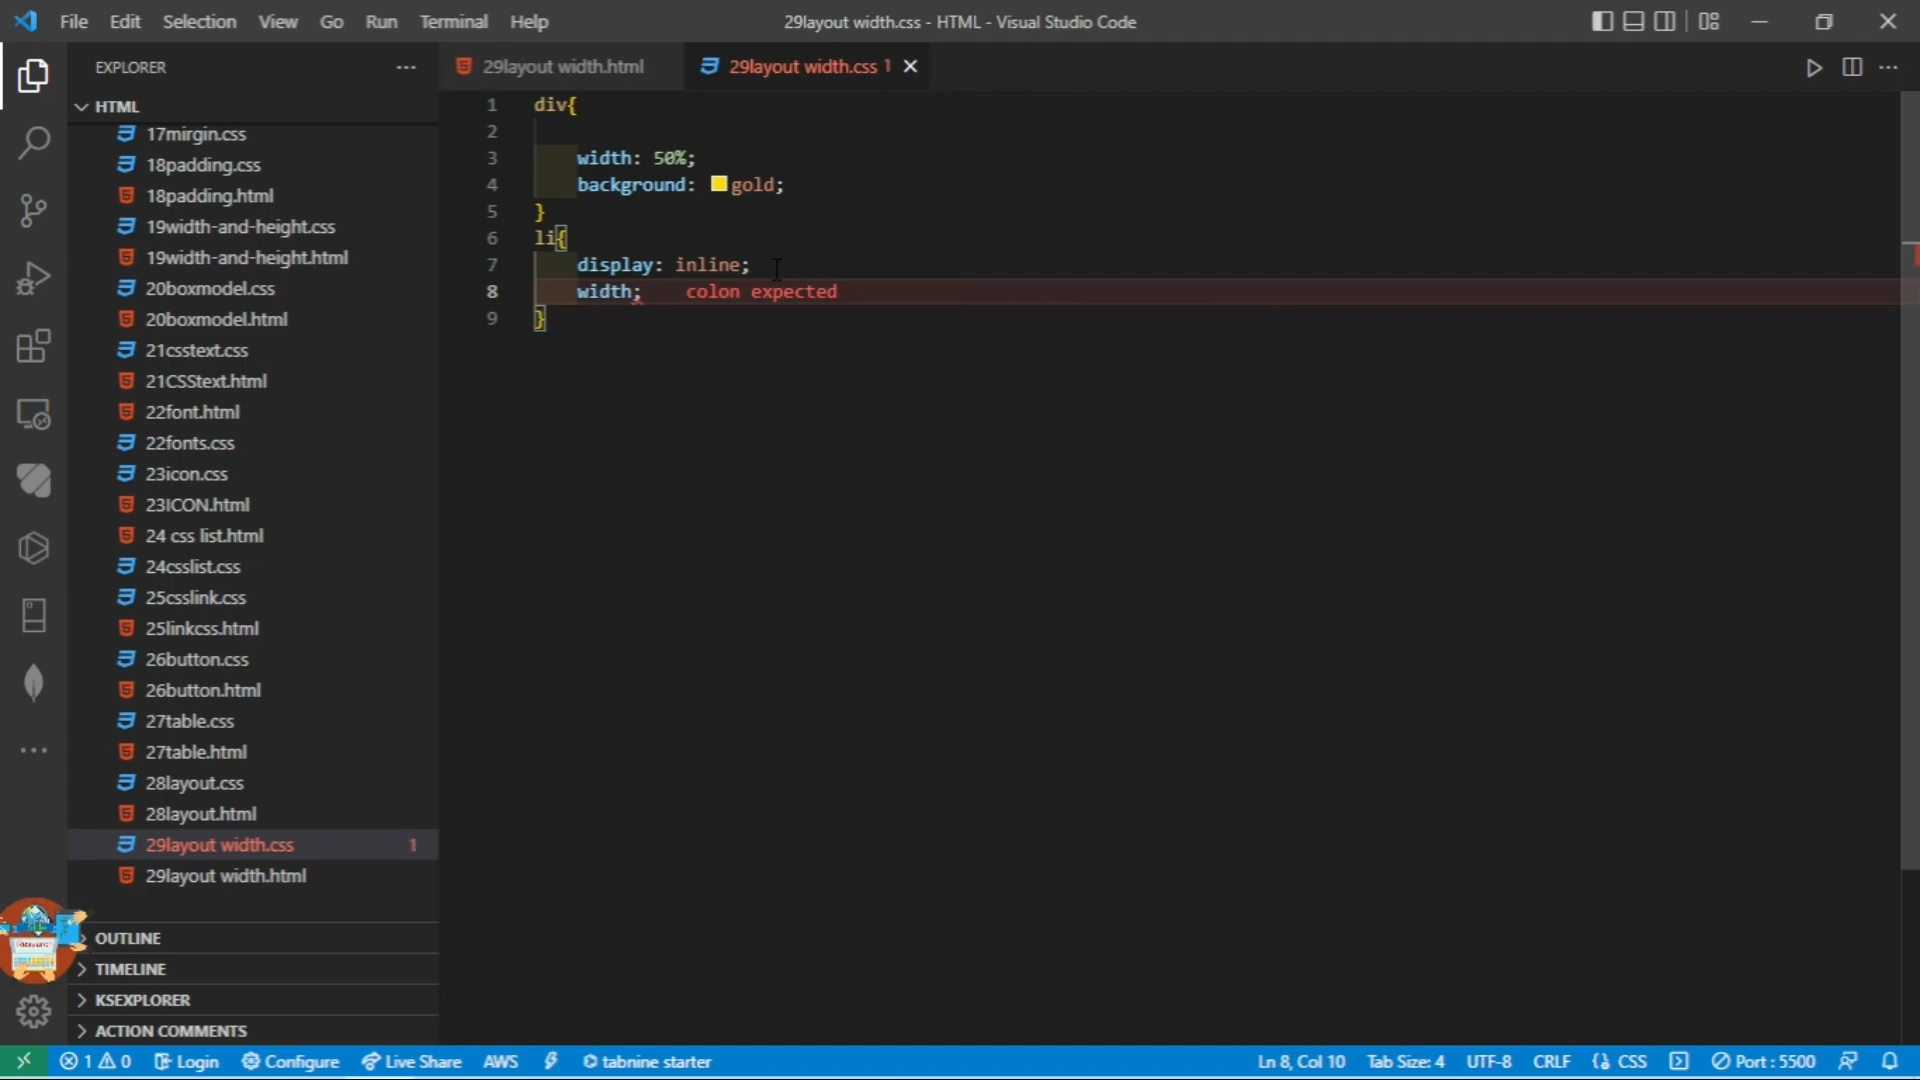 File Edit Selection View Go Run Terminal Help 29layout width.css - HTML - Visual Studio Code
EXPLORER
29layout width.html 29layout width.css 1
HTML
17mirgin.css
18padding.css
18padding.html
19width-and-height.css
19width-and-height.html
20boxmodel.css
20boxmodel.html
21csstext.css
21CSStext.html
22font.html
22fonts.css
23icon.css
23ICON.html
24 css list.html
24csslist.css
25csslink.css
25linkcss.html
26button.css
26button.html
27table.css
27table.html
28layout.css
28layout.html
29layout width.css 1
29layout width.html
OUTLINE
TIMELINE
KSEXPLORER
ACTION COMMENTS
1 div{
2
3 width: 50%;
4 background: gold;
5 }
6 li{
7 display: inline;
8 width; colon expected
9 }
1 0 Login Configure Live Share AWS tabnine starter Ln 8, Col 10 Tab Size: 4 UTF-8 CRLF CSS Port : 5500